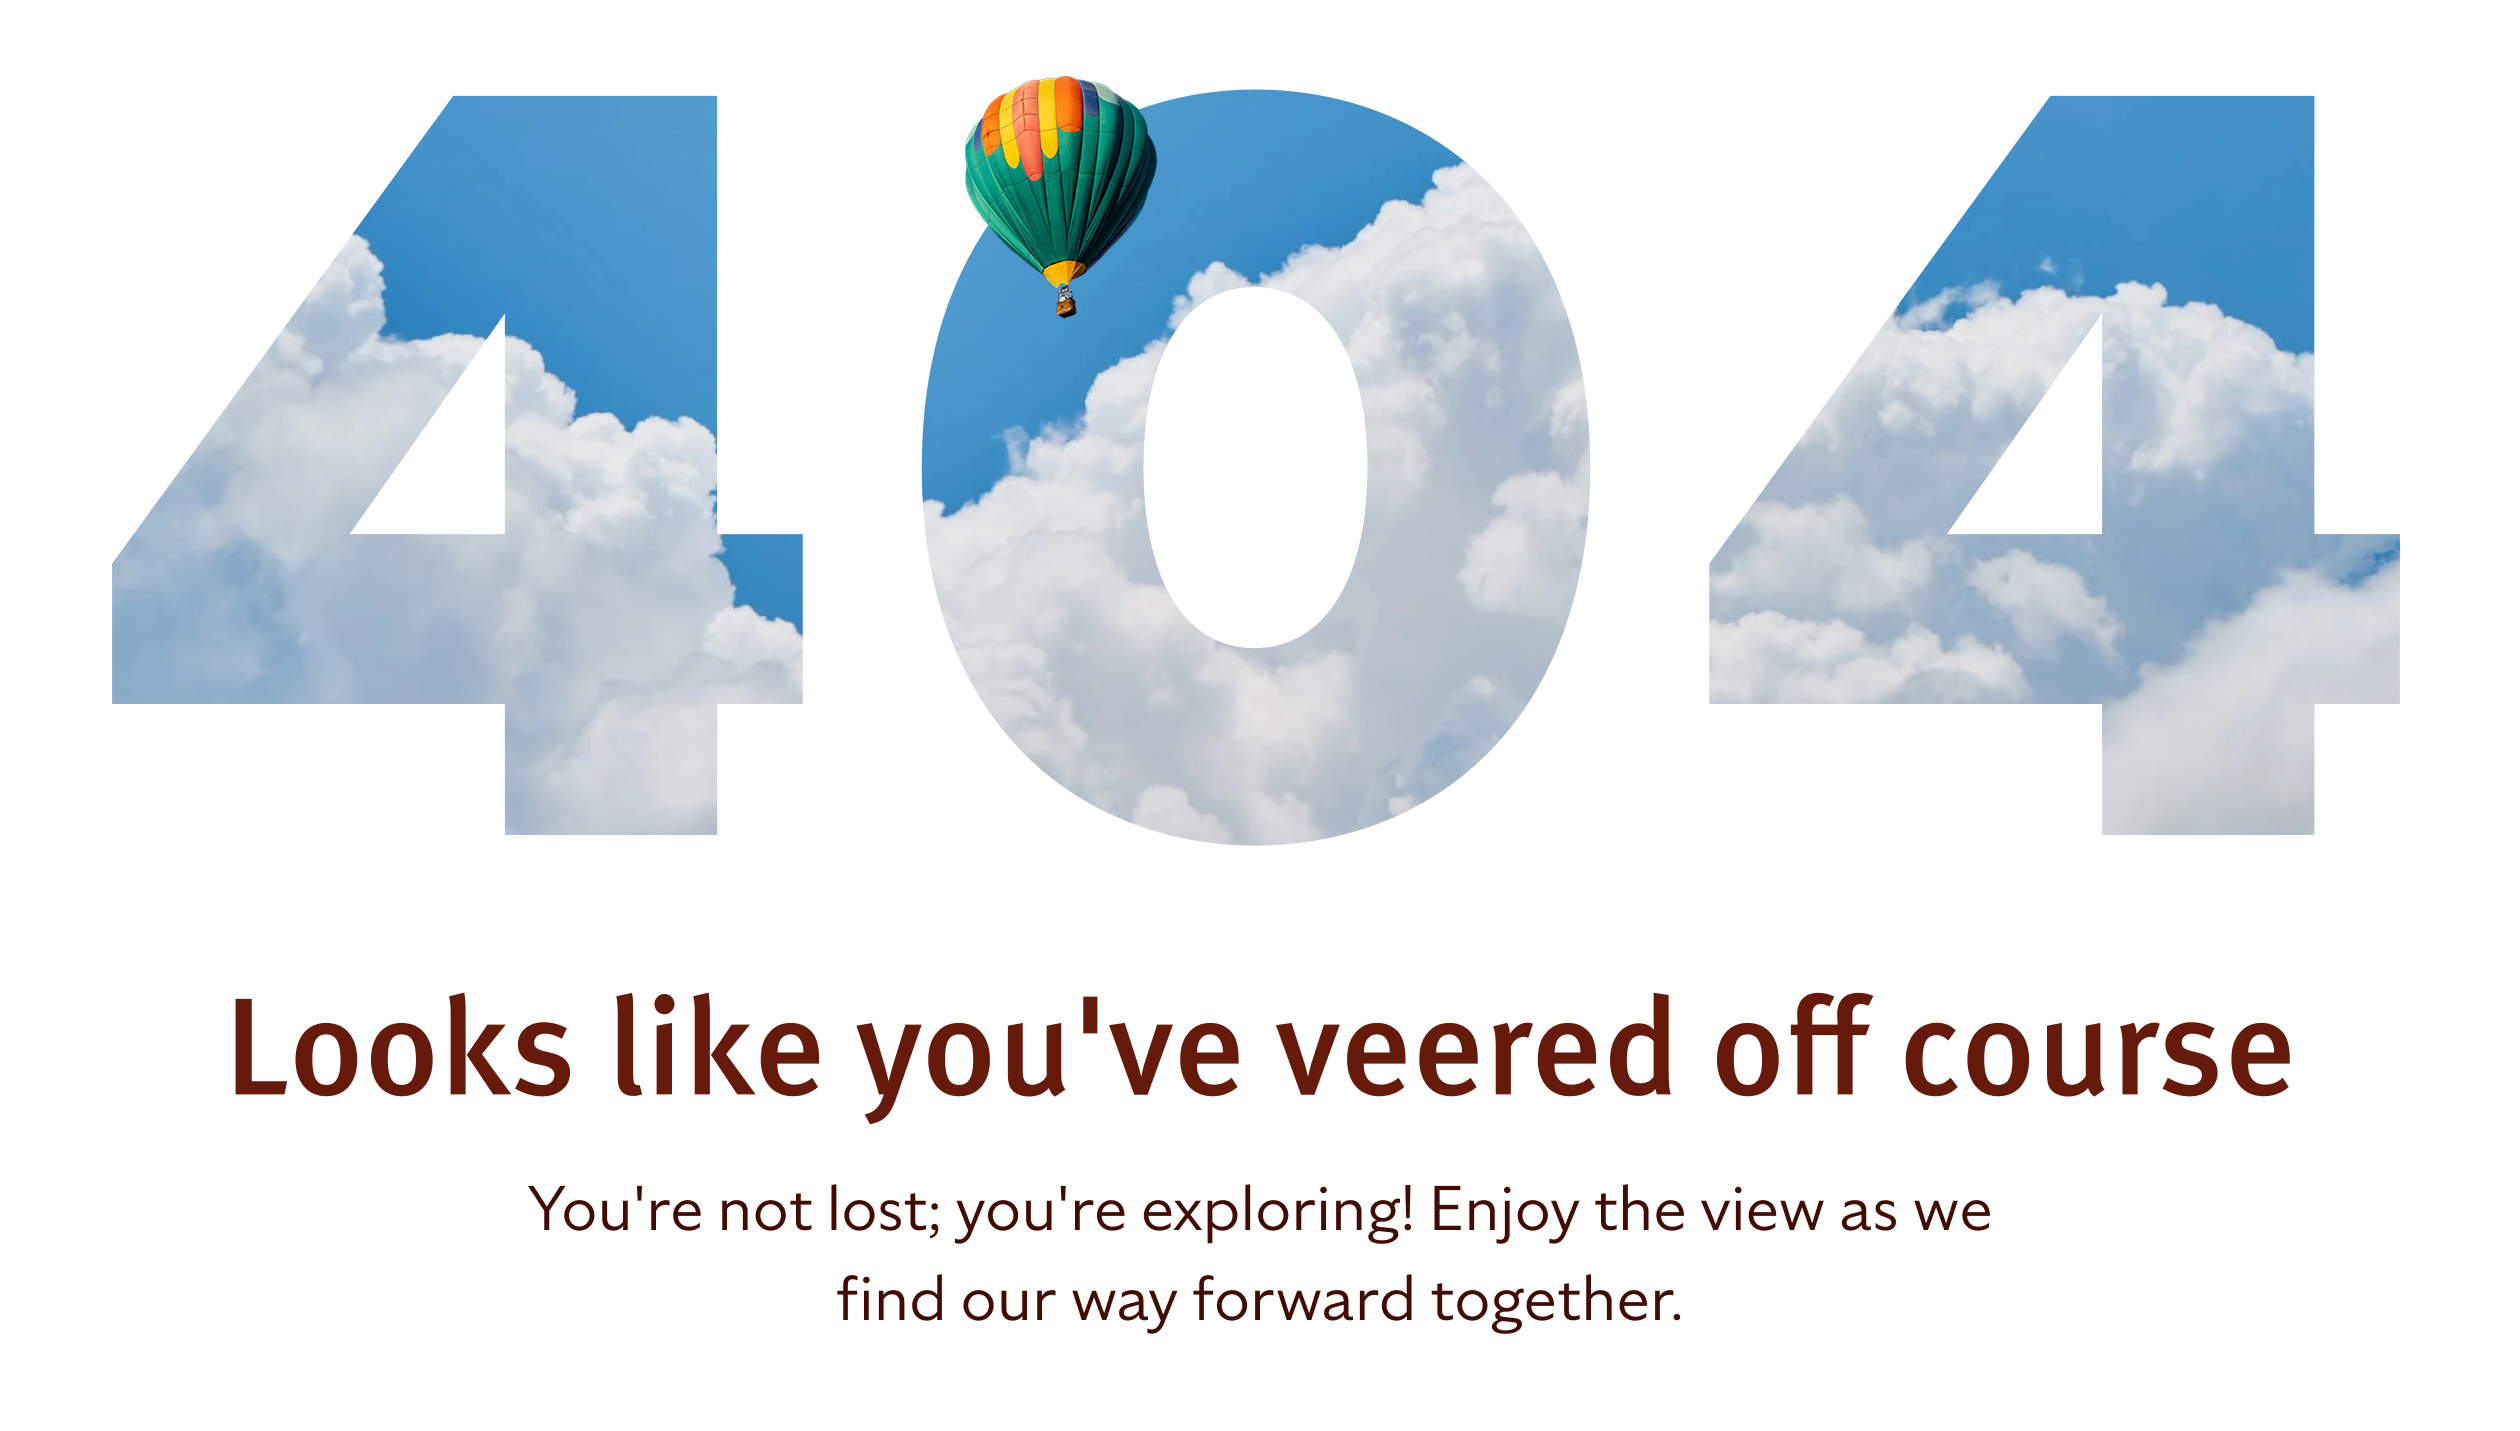 404
Looks like you've veered off course
You're not lost; you're exploring! Enjoy the view as we
find our way forward together.